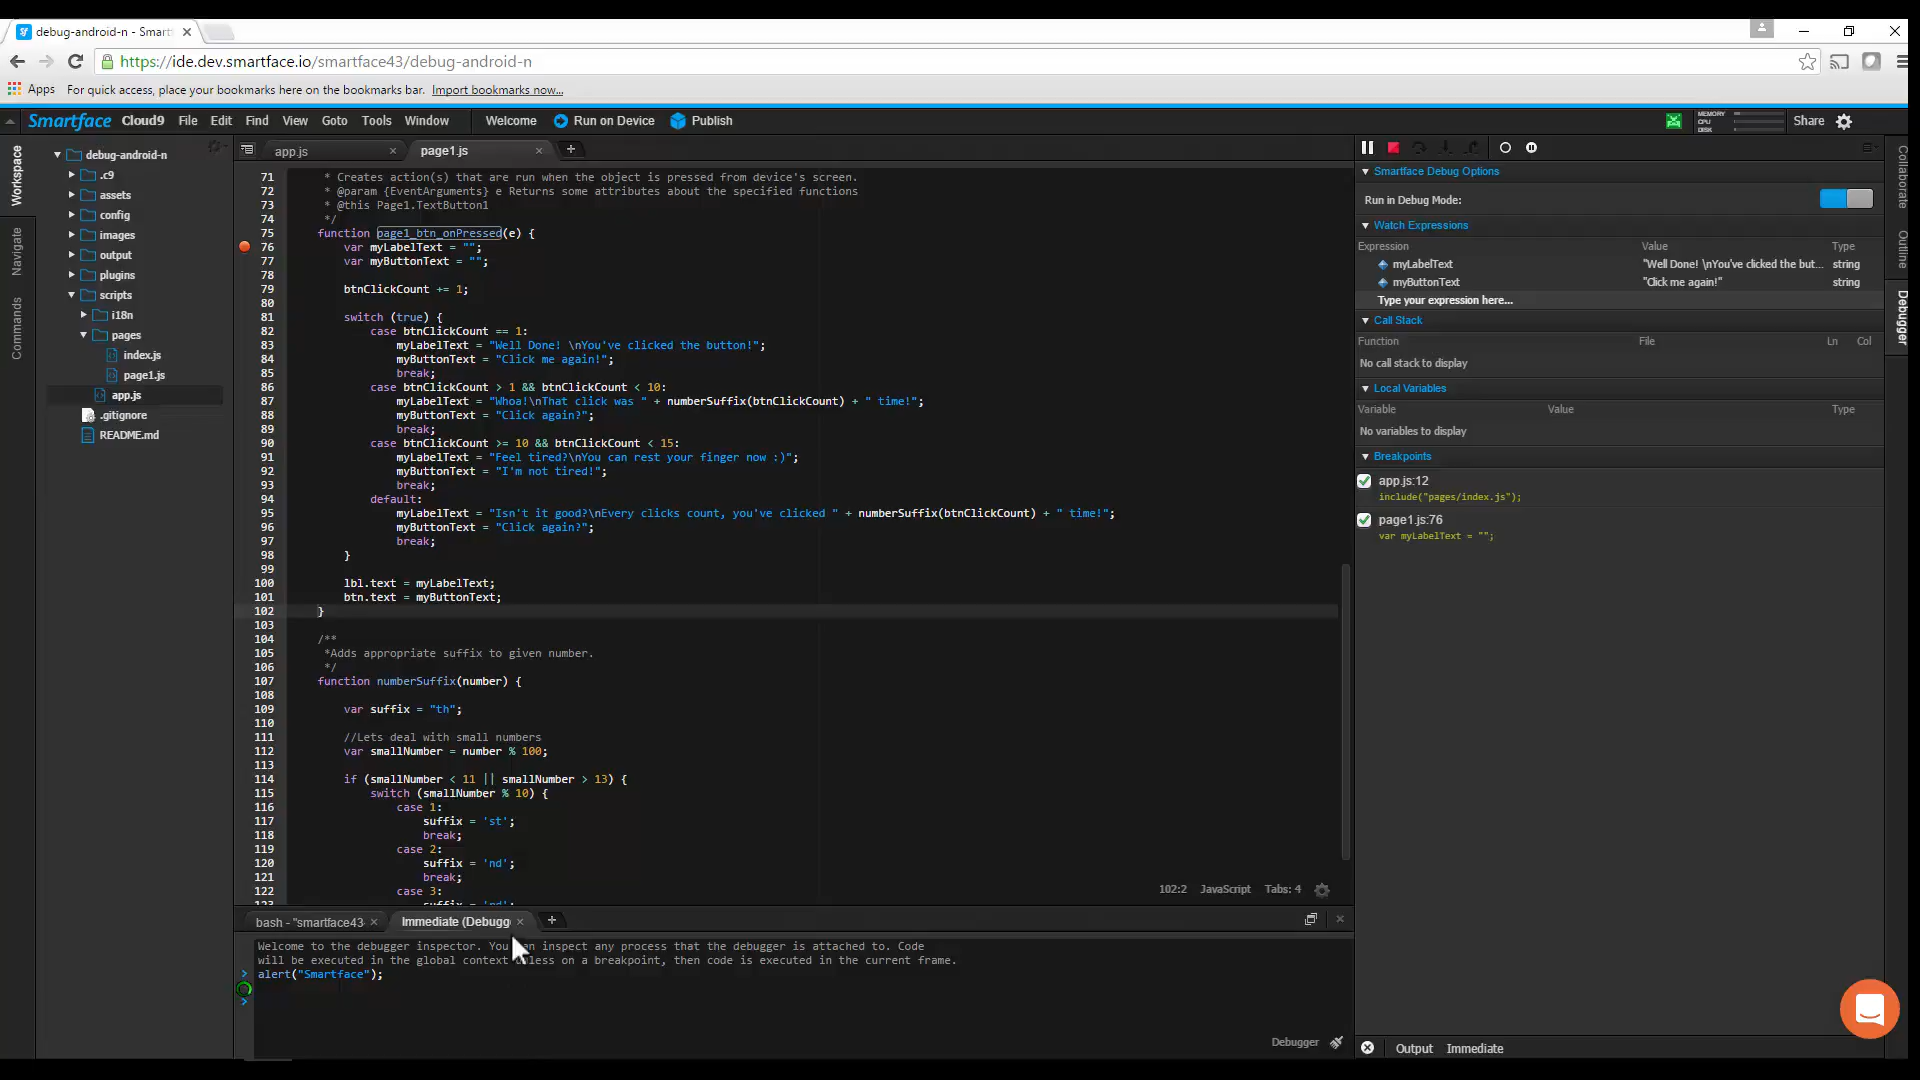 debug-android-n - Smart
https://ide.dev.smartface.io/smartface43/debug-android-n
Apps For quick access, place your bookmarks here on the bookmarks bar. Import bookmarks now...
Smartface Cloud9 File Edit Find View Goto Tools Window Welcome Run on Device Publish MEMORY CPU DISK Share
Workspace
Navigate
Commands
debug-android-n
.c9
assets
config
images
output
plugins
scripts
i18n
pages
index.js
page1.js
app.js
.gitignore
README.md
app.js page1.js
71 * Creates action(s) that are run when the object is pressed from device's screen.
72 * @param {EventArguments} e Returns some attributes about the specified functions
73 * @this Page1.TextButton1
74 */
75 function page1_btn_onPressed(e) {
76 var myLabelText = "";
77 var myButtonText = "";
78
79 btnClickCount += 1;
80
81 switch (true) {
82 case btnClickCount == 1:
83 myLabelText = "Well Done! \nYou've clicked the button!";
84 myButtonText = "Click me again!";
85 break;
86 case btnClickCount > 1 && btnClickCount < 10:
87 myLabelText = "Whoa!\nThat click was " + numberSuffix(btnClickCount) + " time!";
88 myButtonText = "Click again?";
89 break;
90 case btnClickCount >= 10 && btnClickCount < 15:
91 myLabelText = "Feel tired?\nYou can rest your finger now :)";
92 myButtonText = "I'm not tired!";
93 break;
94 default:
95 myLabelText = "Isn't it good?\nEvery clicks count, you've clicked " + numberSuffix(btnClickCount) + " time!";
96 myButtonText = "Click again?";
97 break;
98 }
99
100 lbl.text = myLabelText;
101 btn.text = myButtonText;
102 }
103
104 /**
105 *Adds appropriate suffix to given number.
106 */
107 function numberSuffix(number) {
108
109 var suffix = "th";
110
111 //Lets deal with small numbers
112 var smallNumber = number % 100;
113
114 if (smallNumber < 11 || smallNumber > 13) {
115 switch (smallNumber % 10) {
116 case 1:
117 suffix = 'st';
118 break;
119 case 2:
120 suffix = 'nd';
121 break;
122 case 3:
102:2 JavaScript Tabs: 4
bash - "smartface43 Immediate (Debugg
Welcome to the debugger inspector. You can inspect any process that the debugger is attached to. Code
will be executed in the global context unless on a breakpoint, then code is executed in the current frame.
alert("Smartface");
Debugger
Smartface Debug Options
Run in Debug Mode:
Watch Expressions
Expression Value Type
myLabelText "Well Done! \nYou've clicked the but... string
myButtonText "Click me again!" string
Type your expression here...
Call Stack
Function File Ln Col
No call stack to display
Local Variables
Variable Value Type
No variables to display
Breakpoints
app.js:12
include("pages/index.js");
page1.js:76
var myLabelText = "";
Output Immediate
Collaborate
Outline
Debugger